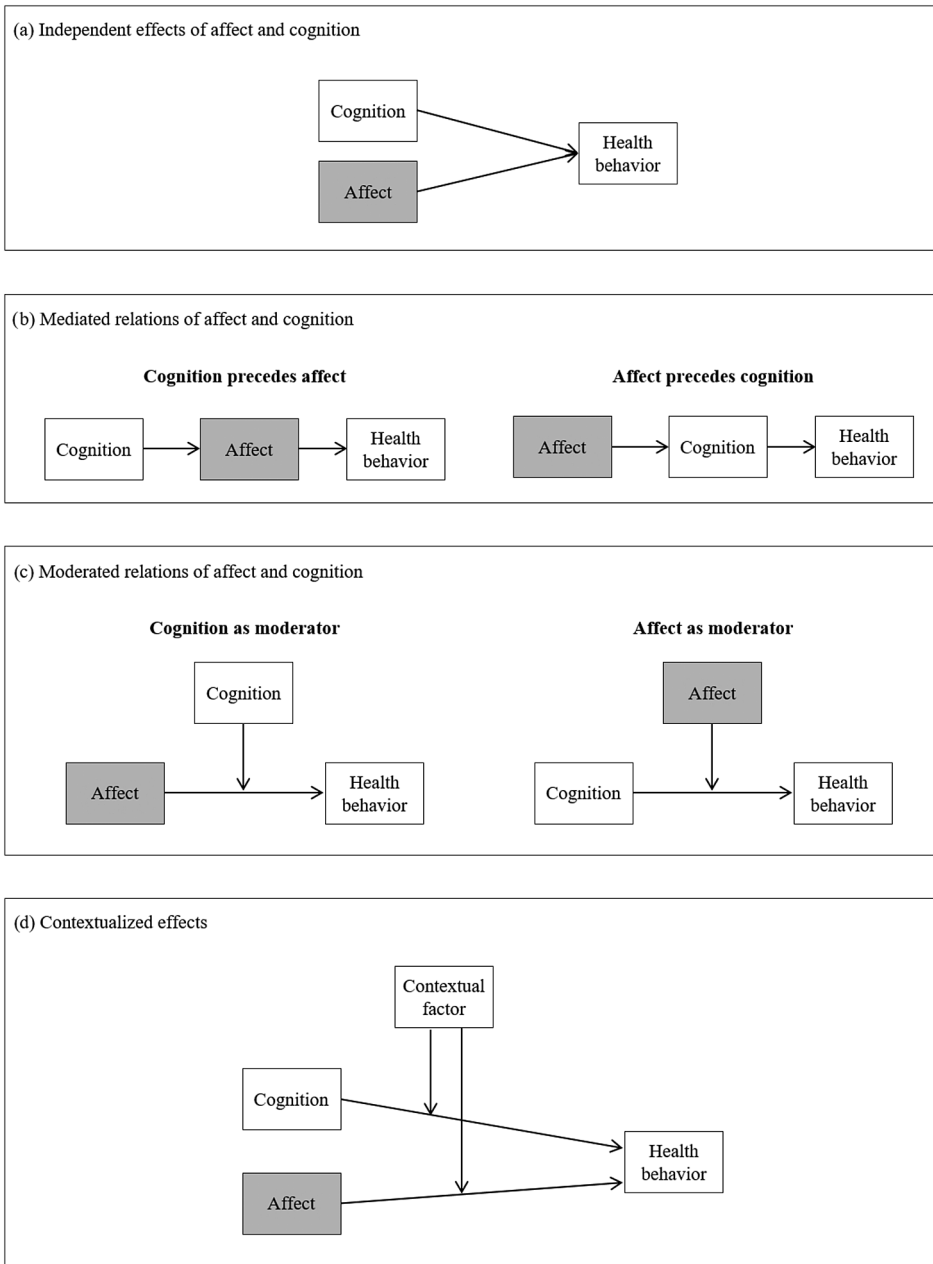 (a) Independent effects of affect and cognition
Cognition
Affect
Health
behavior
(b) Mediated relations of affect and cognition
Cognition precedes affect
Cognition
Affect
Health
behavior
Affect precedes cognition
Affect
Cognition
Health
behavior
(c) Moderated relations of affect and cognition
Cognition as moderator
Cognition
Affect
Health
behavior
Affect as moderator
Affect
Cognition
Health
behavior
(d) Contextualized effects
Contextual
factor
Cognition
Affect
Health
behavior